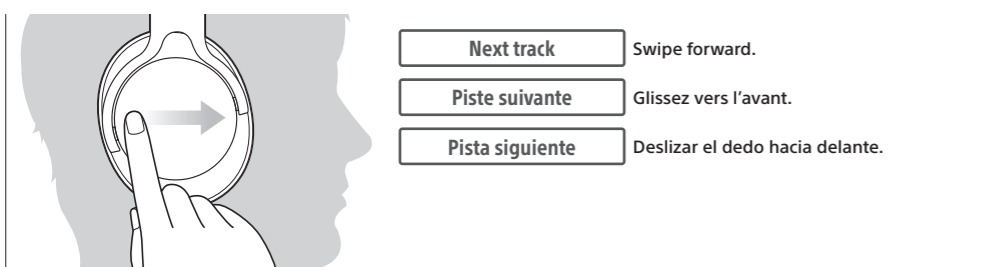 Next track
Swipe forward.
Piste suivante
Glissez vers l'avant.
Pista siguiente
Deslizar el dedo hacia delante.